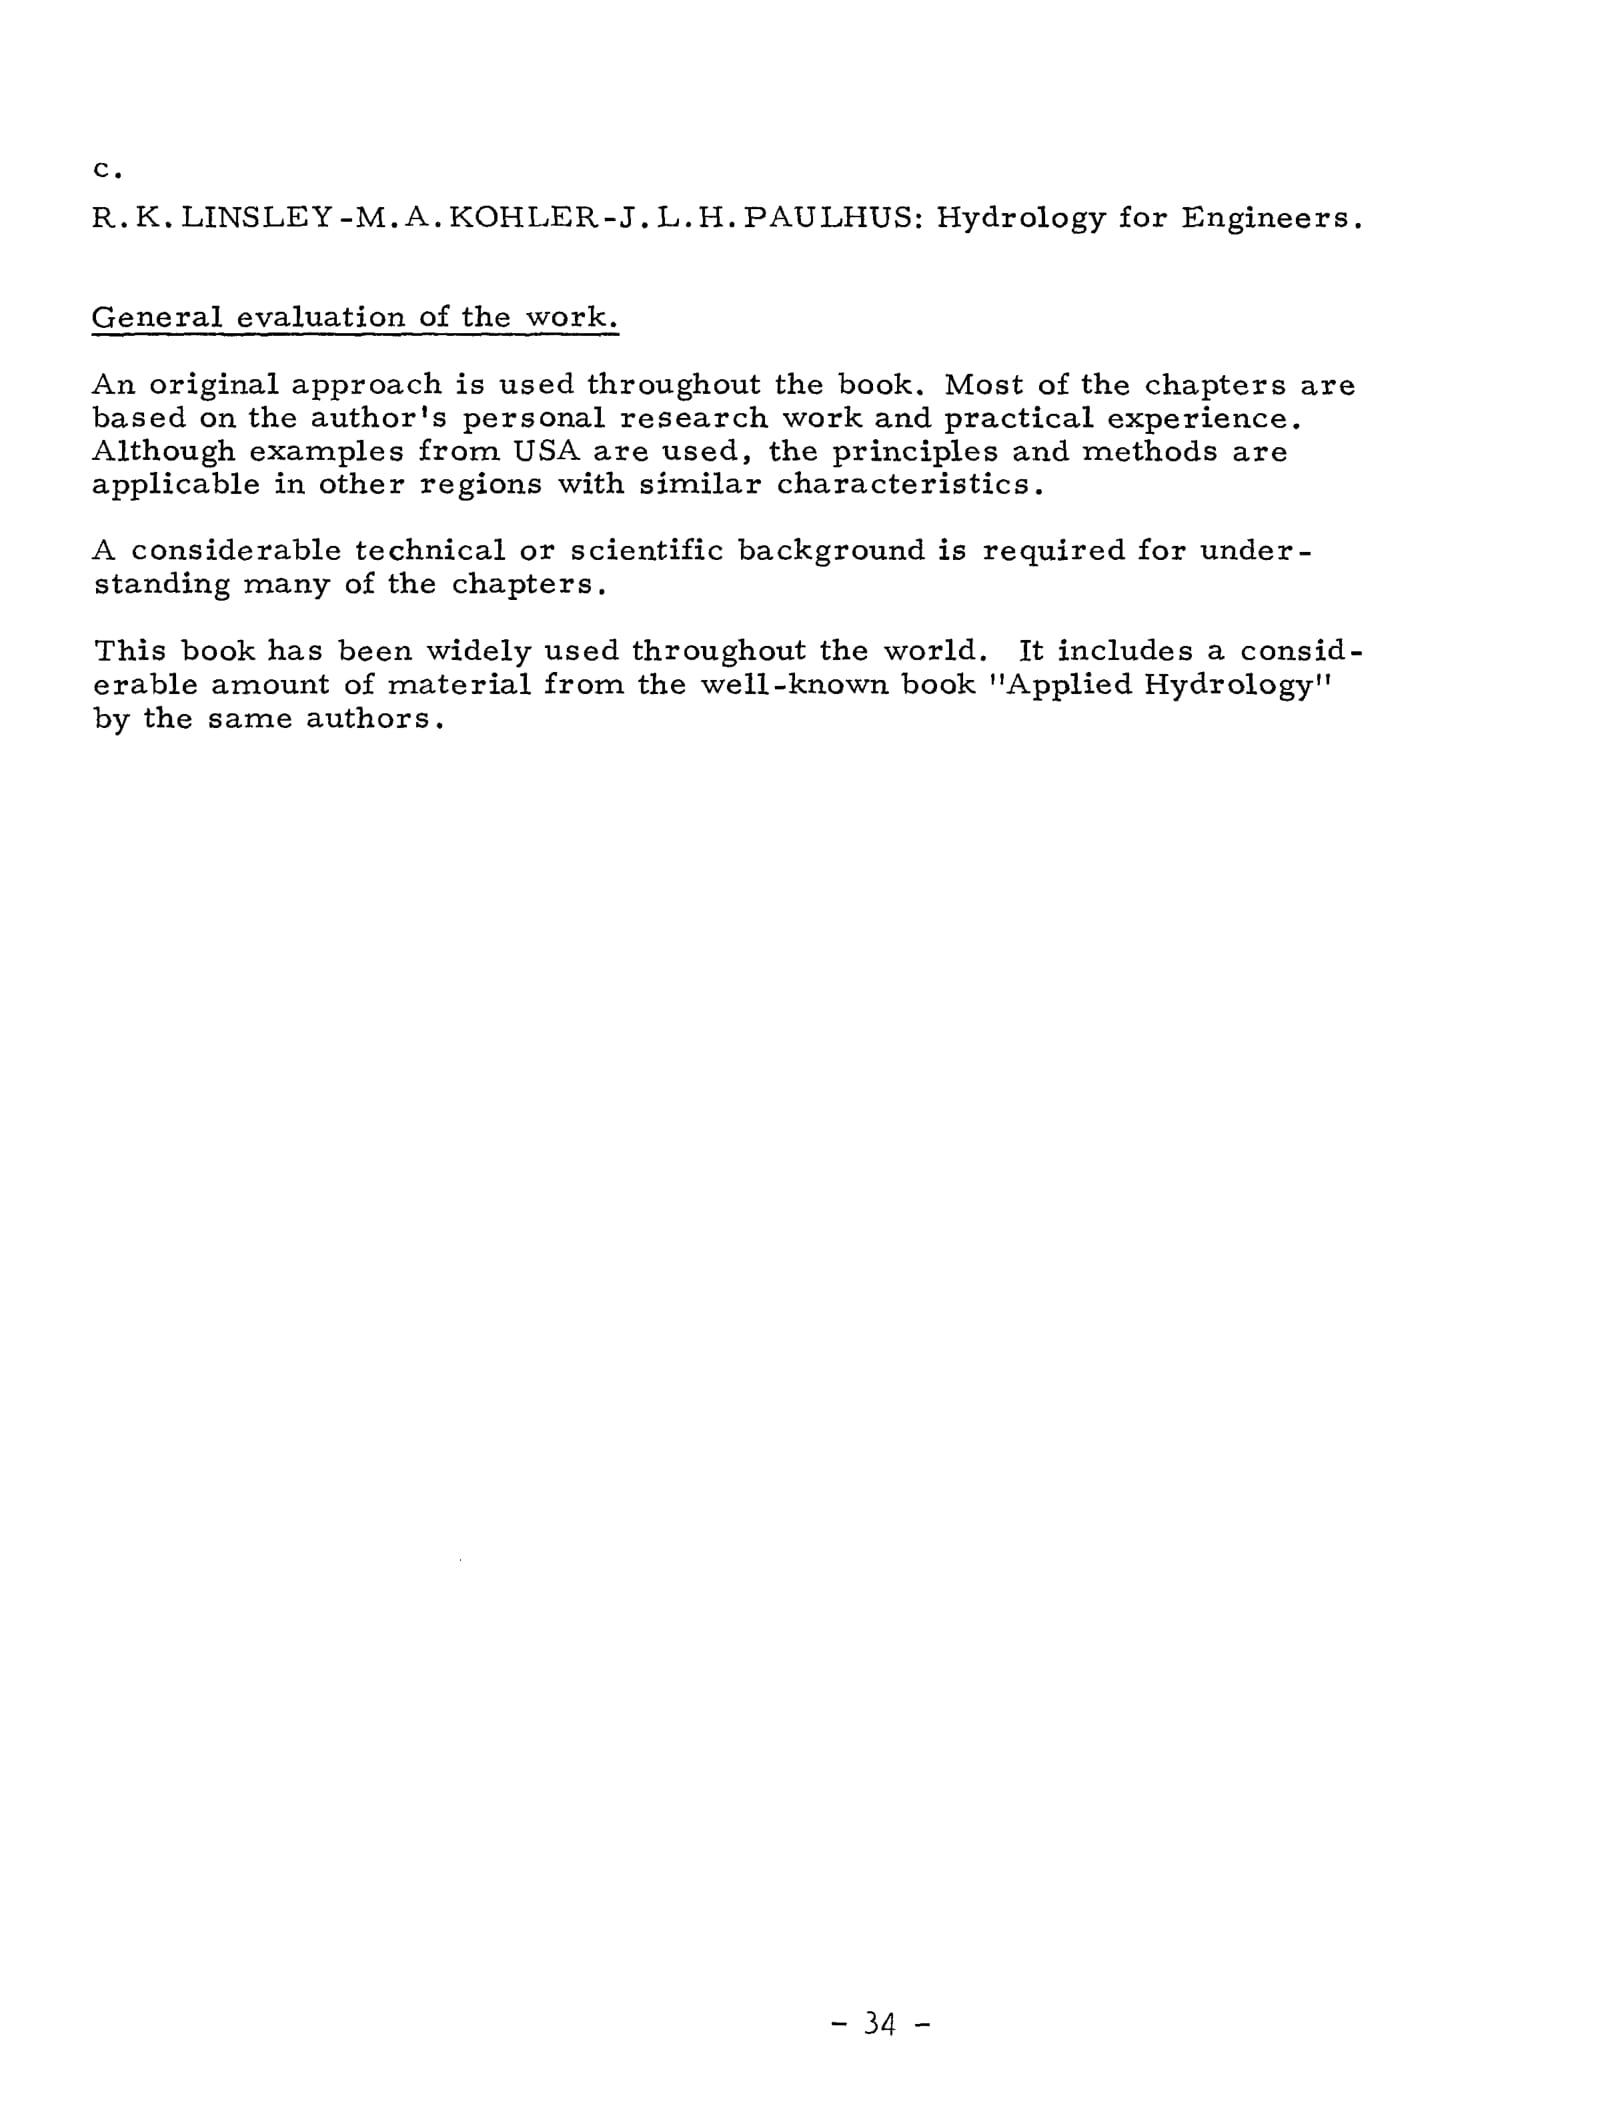 c.
R.K.LINSLEY-M.A.KOHLER-J.L.H.PAULHUS: Hydrology for Engineers.
General evaluation of the work.
An original approach is used throughout the book. Most of the chapters are
based on the author's personal research work and practical experience.
Although examples from USA are used, the principles and methods are
applicable in other regions with similar characteristics.
A considerable technical or scientific background is required for under-
standing many of the chapters.
This book has been widely used throughout the world. It includes a consid-
erable amount of material from the well-known book "Applied Hydrology"
by the same authors.
- 34 -